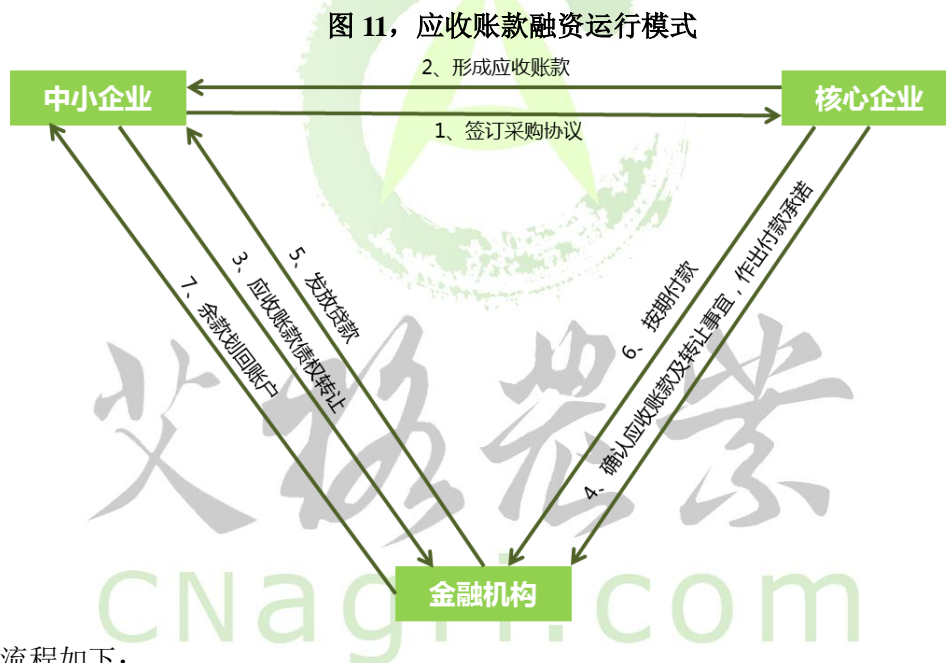 图 11，应收账款融资运行模式
2、形成应收账款
中小企业
核心企业
1、签订采购协议
7、余款划回账户
3、应收账款债权转让
5、发放贷款
6、按期付款
4、确认应收账款及转让事宜，作出付款承诺
艾格农业
金融机构
CNagri.com
流程如下：